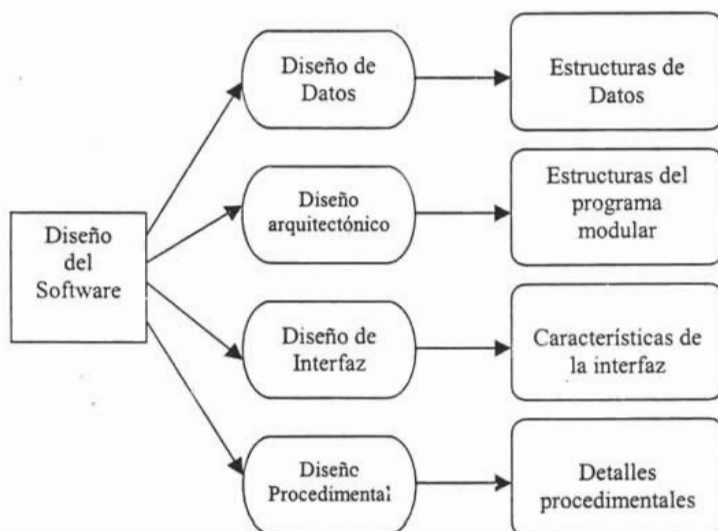 Diseño de
Datos
Estructuras de
Datos
Diseño
arquitectónico
Estructuras del
programa
modular
Diseño
del
Software
Diseño de
Interfaz
Características de
la interfaz
Diseño
Procedimental
Detalles
procedimentales